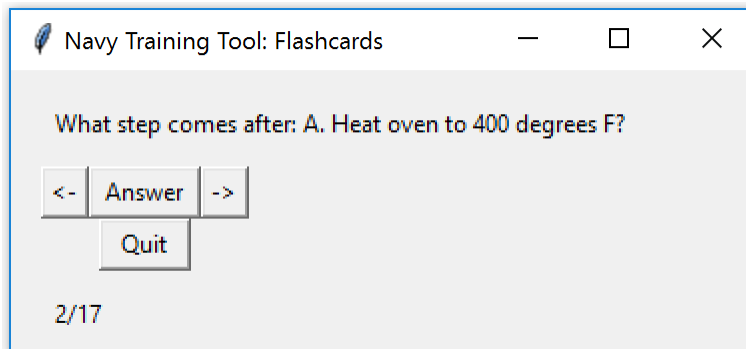 Navy Training Tool: Flashcards
What step comes after: A. Heat oven to 400 degrees F?
<- Answer ->
Quit
2/17